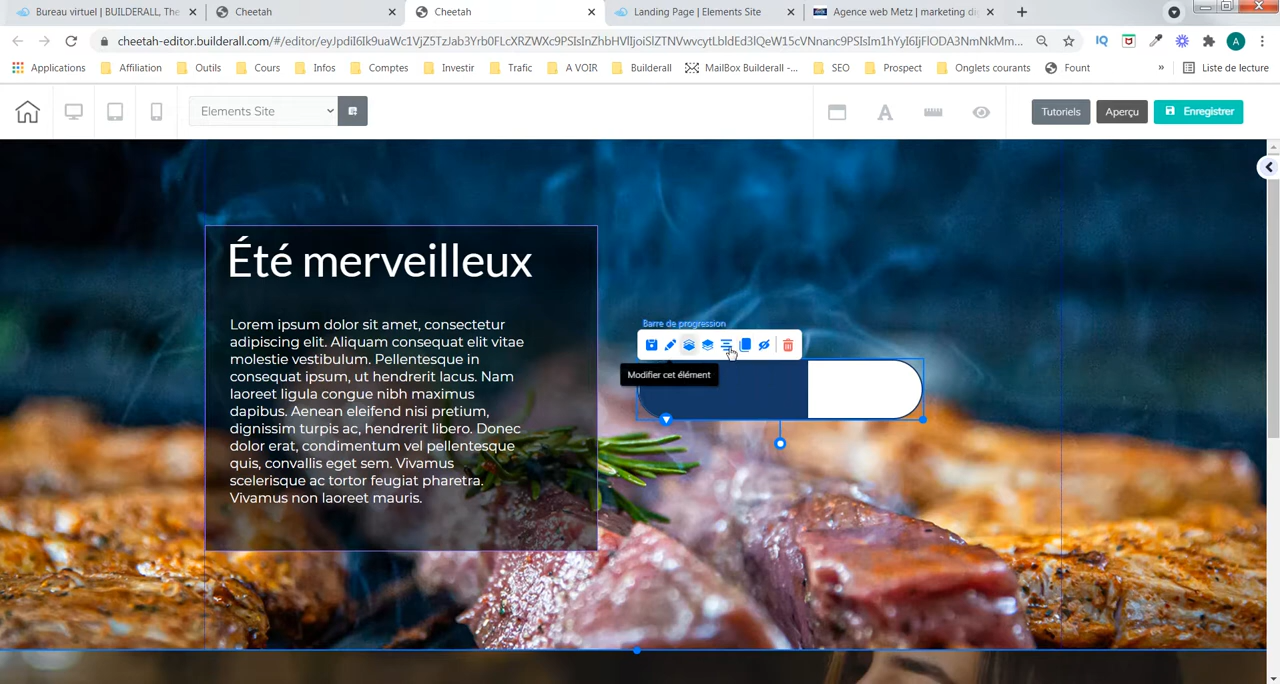 Bureau virtuel | BUILDERALL, The
Cheetah
Cheetah
Landing Page | Elements Site
Agence web Metz | marketing di
cheetah-editor.builderall.com/#/editor/
Applications
Affiliation
Outils
Cours
Infos
Comptes
Investir
Trafic
A VOIR
Builderall
MailBox Builderall -...
SEO
Prospect
Onglets courants
Fount
»
Liste de lecture
Elements Site
Tutoriels
Aperçu
Enregistrer
Été merveilleux
Lorem ipsum dolor sit amet, consectetur
adipiscing elit. Aliquam consequat elit vitae
molestie vestibulum. Pellentesque in
consequat ipsum, ut hendrerit lacus. Nam
laoreet ligula congue nibh maximus
dapibus. Aenean eleifend nisi pretium,
dignissim turpis ac, hendrerit libero. Donec
dolor erat, condimentum vel pellentesque
quis, convallis eget sem. Vivamus
scelerisque ac tortor feugiat pharetra.
Vivamus non laoreet mauris.
Barre de progression
Modifier cet élément